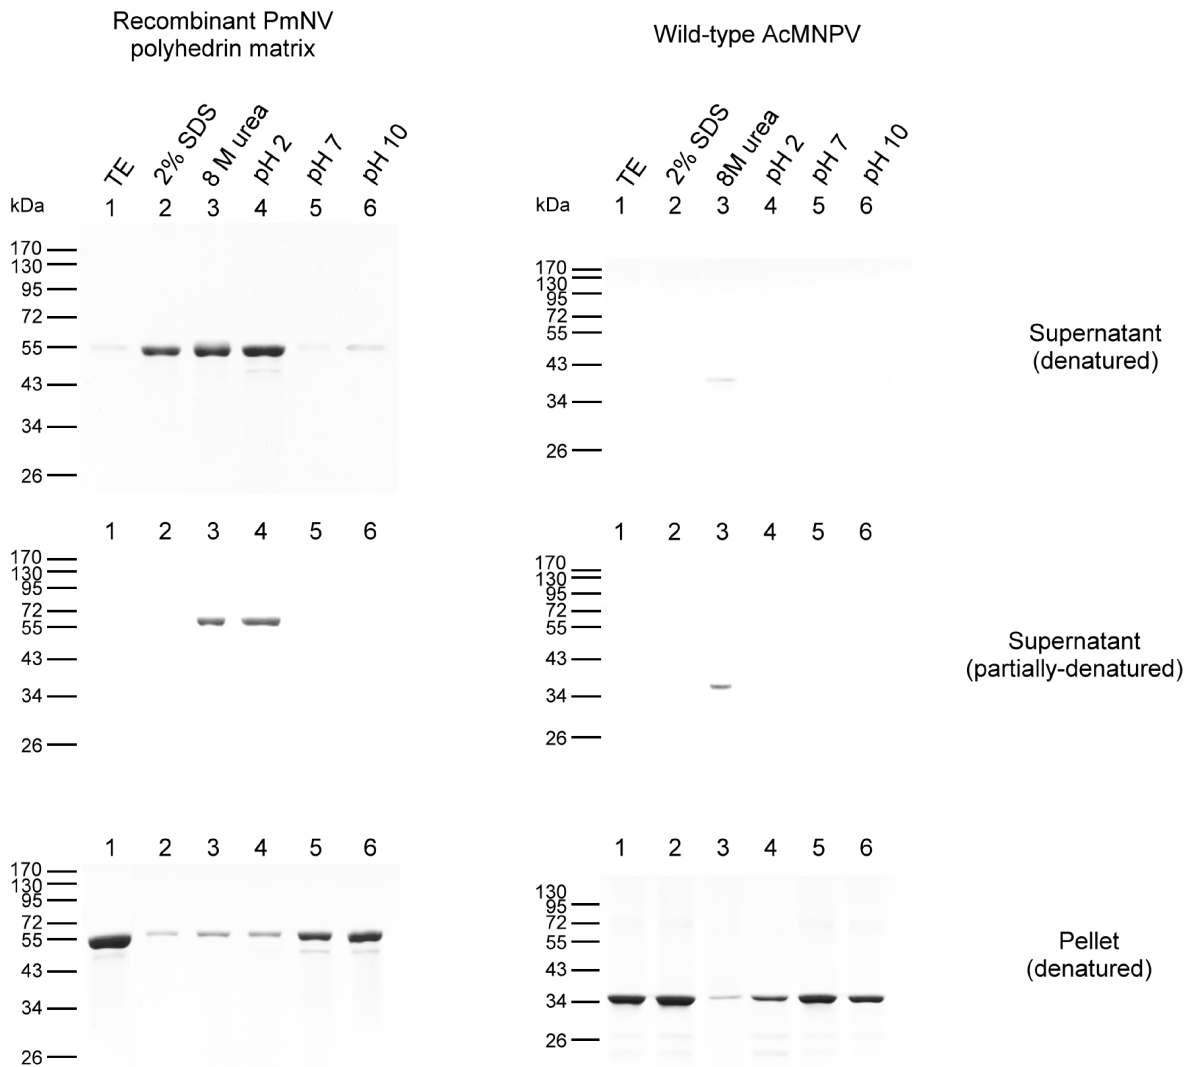 Recombinant PmNV
polyhedrin matrix
TE
2% SDS
8 M urea
pH 2
pH 7
pH 10
kDa
1 2 3 4 5 6
170
130
95
72
55
43
34
26
Wild-type AcMNPV
TE
2% SDS
8M urea
pH 2
pH 7
pH 10
kDa
1 2 3 4 5 6
170
130
95
72
55
43
34
26
Supernatant
(denatured)
1 2 3 4 5 6
170
130
95
72
55
43
34
26
1 2 3 4 5 6
170
130
95
72
55
43
34
26
Supernatant
(partially-denatured)
1 2 3 4 5 6
170
130
95
72
55
43
34
26
1 2 3 4 5 6
130
95
72
55
43
34
26
Pellet
(denatured)